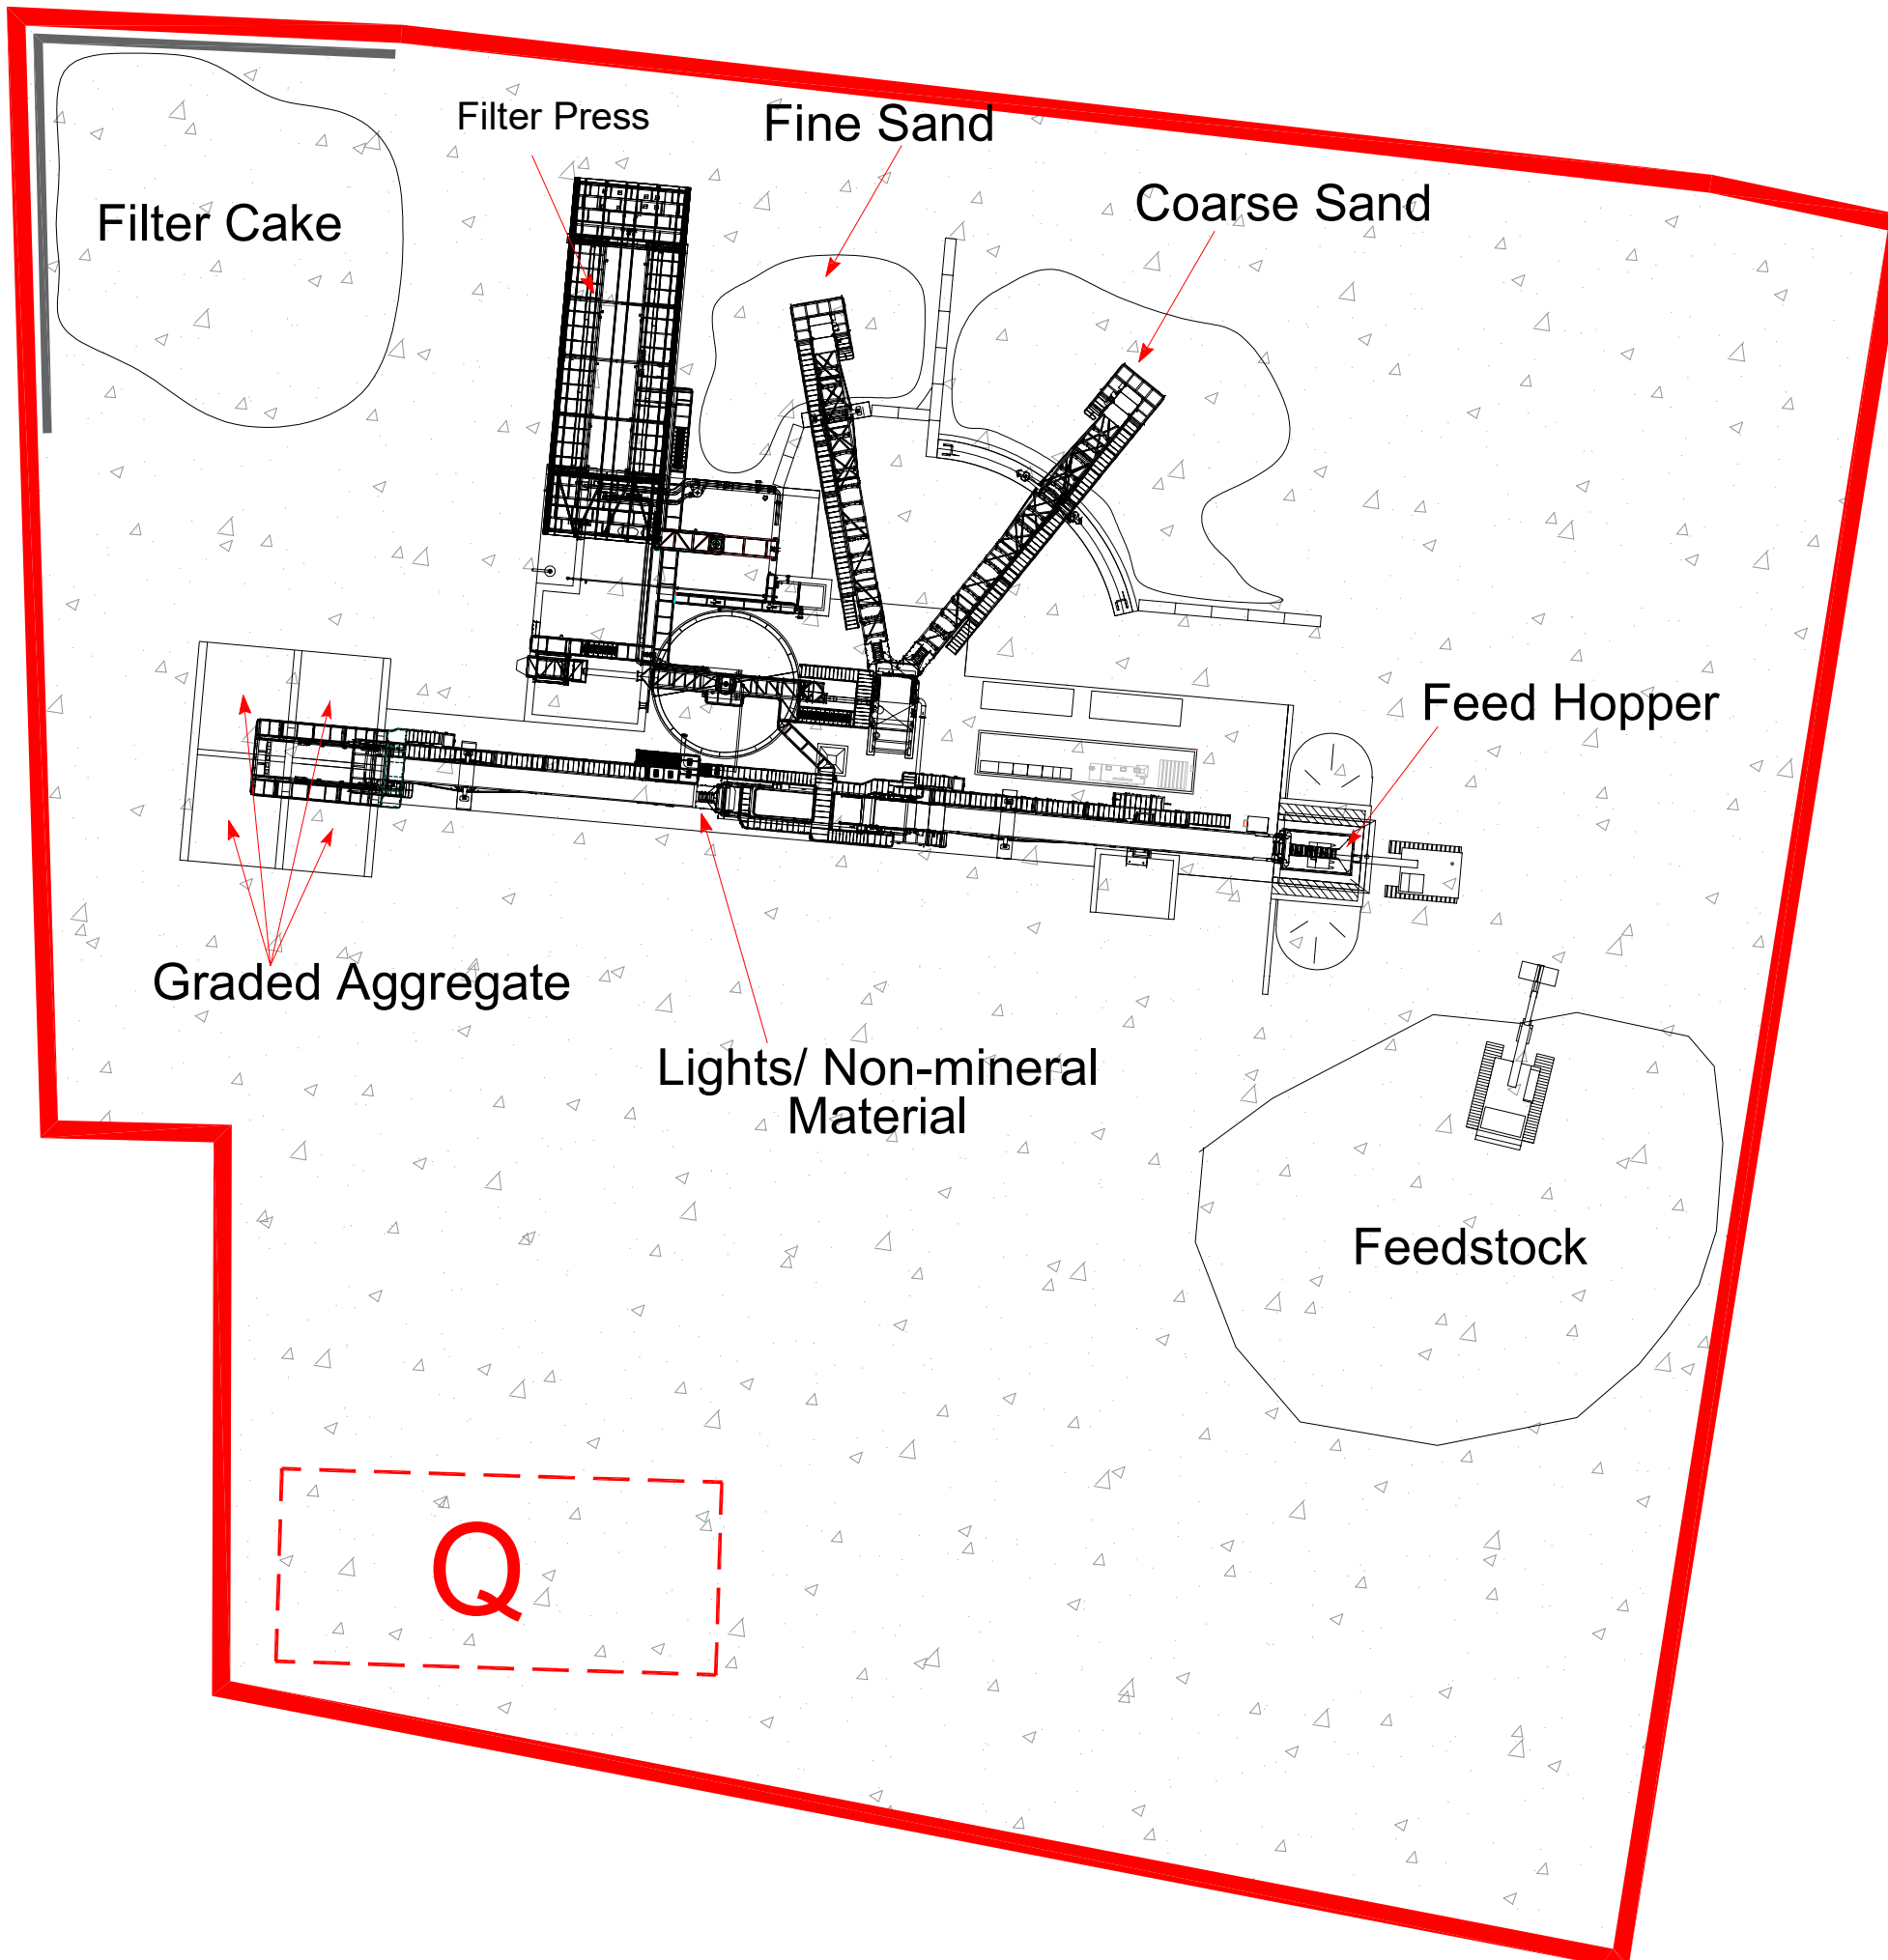 Filter Press
Fine Sand
Coarse Sand
Filter Cake
Feed Hopper
Graded Aggregate
Lights/ Non-mineral
Material
Feedstock
Q